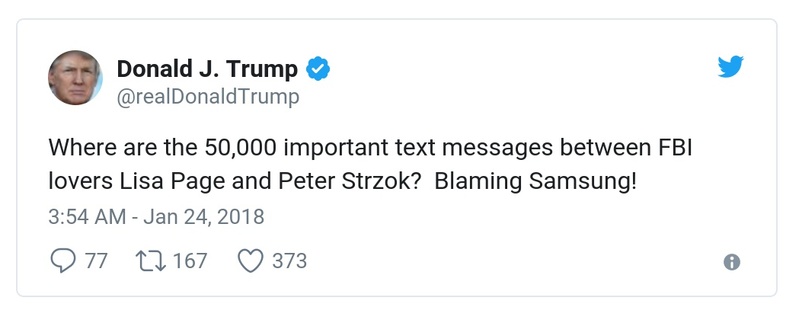 Donald J. Trump
@realDonaldTrump
Where are the 50,000 important text messages between FBI
lovers Lisa Page and Peter Strzok?  Blaming Samsung!
3:54 AM - Jan 24, 2018
77 167 373